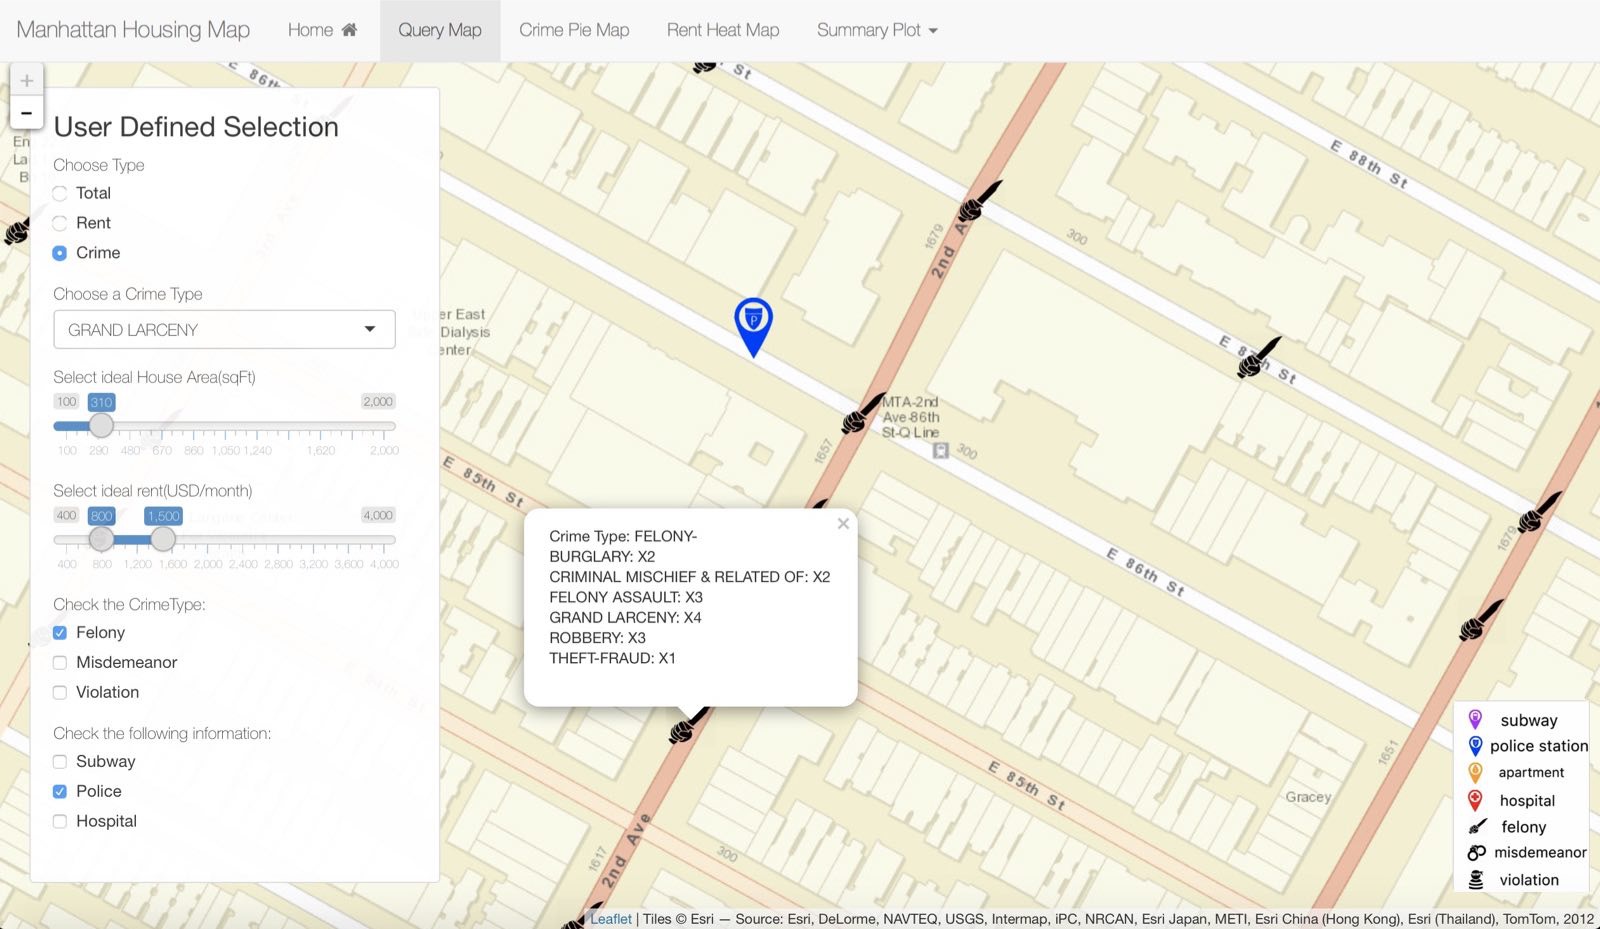 Manhattan Housing Map
Home
Query Map
Crime Pie Map
Rent Heat Map
Summary Plot
+
-
User Defined Selection
Choose Type
Total
Rent
Crime
Choose a Crime Type
GRAND LARCENY
Select ideal House Area(sqFt)
100 310 2,000
100 290 480 670 860 1,050 1,240 1,620 2,000
Select ideal rent(USD/month)
400 800 1,500 4,000
400 800 1,200 1,600 2,000 2,400 2,800 3,200 3,600 4,000
Check the CrimeType:
Felony
Misdemeanor
Violation
Check the following information:
Subway
Police
Hospital
E 86th St
St
E 88th St
1679
2nd Ave
300
er East
Dialysis
enter
P
E 87th St
MTA-2nd
Ave-86th
St-Q Line
300
1657
E 85th St
E 86th St
1679
Crime Type: FELONY-
BURGLARY: X2
CRIMINAL MISCHIEF & RELATED OF: X2
FELONY ASSAULT: X3
GRAND LARCENY: X4
ROBBERY: X3
THEFT-FRAUD: X1
×
E 84th St
E 85th St
Gracey
1651
300
1617
2nd Ave
subway
police station
apartment
hospital
felony
misdemeanor
violation
Leaflet | Tiles © Esri — Source: Esri, DeLorme, NAVTEQ, USGS, Intermap, iPC, NRCAN, Esri Japan, METI, Esri China (Hong Kong), Esri (Thailand), TomTom, 2012